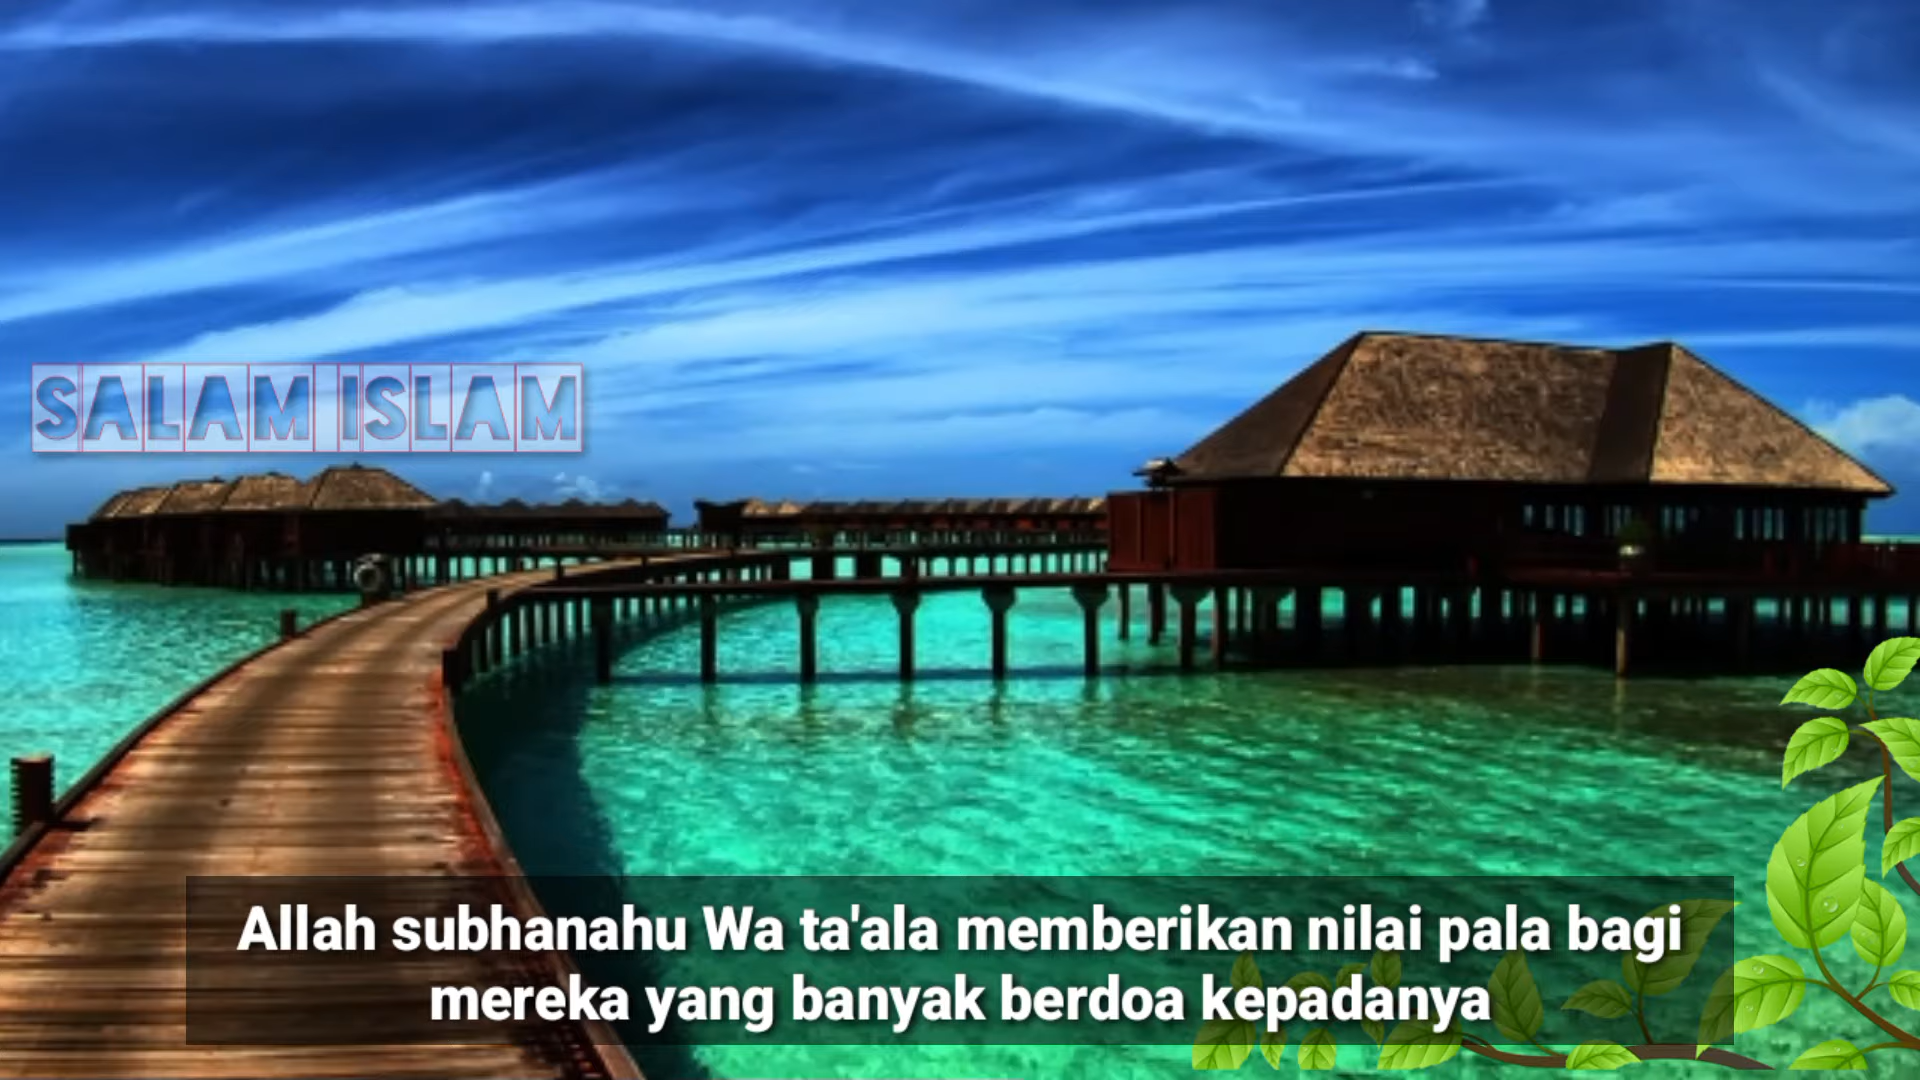 SALAM ISLAM
Allah subhanahu Wa ta'ala memberikan nilai pala bagi
mereka yang banyak berdoa kepadanya